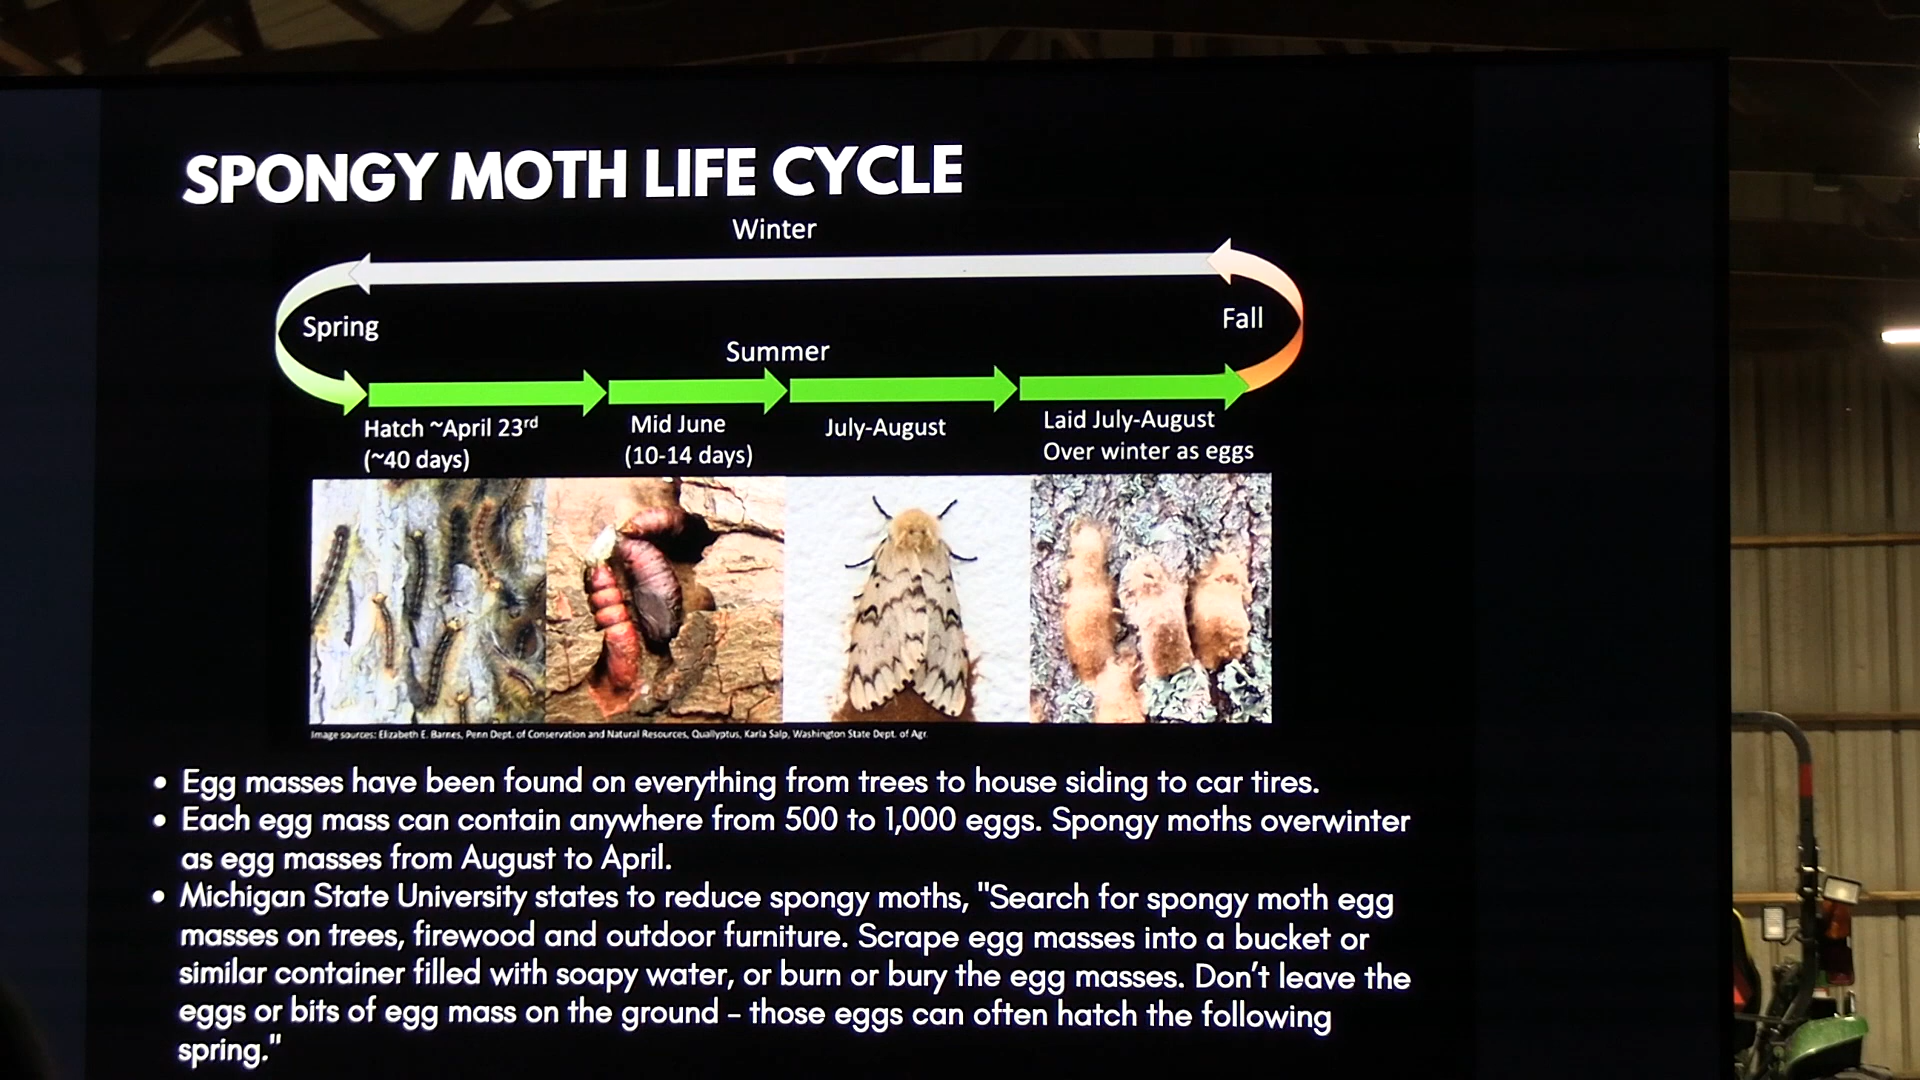 SPONGY MOTH LIFE CYCLE
Winter
Spring
Fall
Summer
Hatch ~April 23rd
(~40 days)
Mid June
(10-14 days)
July-August
Laid July-August
Over winter as eggs
Image sources: Elizabeth E. Barnes, Penn Dept. of Conservation and Natural Resources, Quallyptus, Karla Salp, Washington State Dept. of Agr.
• Egg masses have been found on everything from trees to house siding to car tires.
• Each egg mass can contain anywhere from 500 to 1,000 eggs. Spongy moths overwinter
as egg masses from August to April.
• Michigan State University states to reduce spongy moths, "Search for spongy moth egg
masses on trees, firewood and outdoor furniture. Scrape egg masses into a bucket or
similar container filled with soapy water, or burn or bury the egg masses. Don't leave the
eggs or bits of egg mass on the ground – those eggs can often hatch the following
spring."